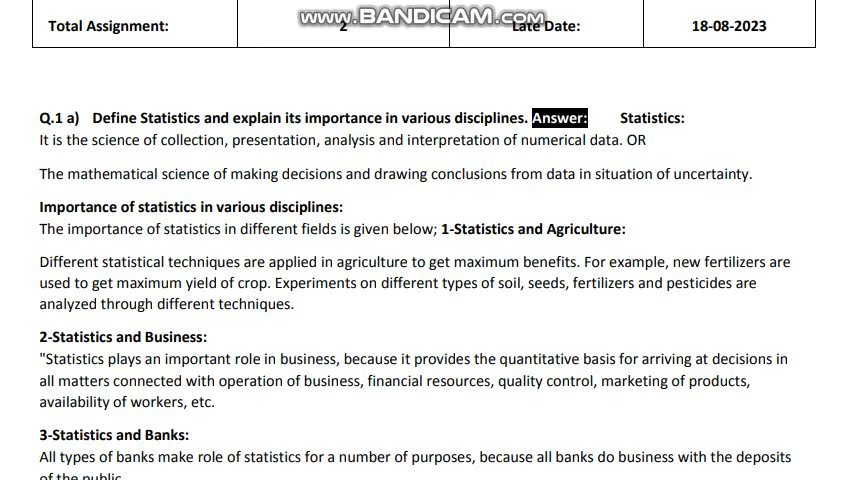 www.BANDICAM.com
Total Assignment: 2 Late Date: 18-08-2023
Q.1 a) Define Statistics and explain its importance in various disciplines. Answer: Statistics:
It is the science of collection, presentation, analysis and interpretation of numerical data. OR
The mathematical science of making decisions and drawing conclusions from data in situation of uncertainty.
Importance of statistics in various disciplines:
The importance of statistics in different fields is given below; 1-Statistics and Agriculture:
Different statistical techniques are applied in agriculture to get maximum benefits. For example, new fertilizers are
used to get maximum yield of crop. Experiments on different types of soil, seeds, fertilizers and pesticides are
analyzed through different techniques.
2-Statistics and Business:
"Statistics plays an important role in business, because it provides the quantitative basis for arriving at decisions in
all matters connected with operation of business, financial resources, quality control, marketing of products,
availability of workers, etc.
3-Statistics and Banks:
All types of banks make role of statistics for a number of purposes, because all banks do business with the deposits
of the public.